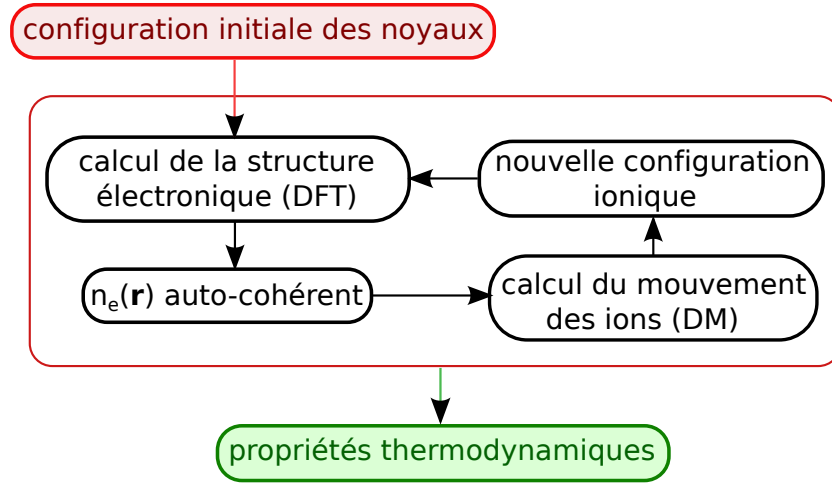 configuration initiale des noyaux
calcul de la structure
électronique (DFT)
nouvelle configuration
ionique
nₑ(r) auto-cohérent
calcul du mouvement
des ions (DM)
propriétés thermodynamiques